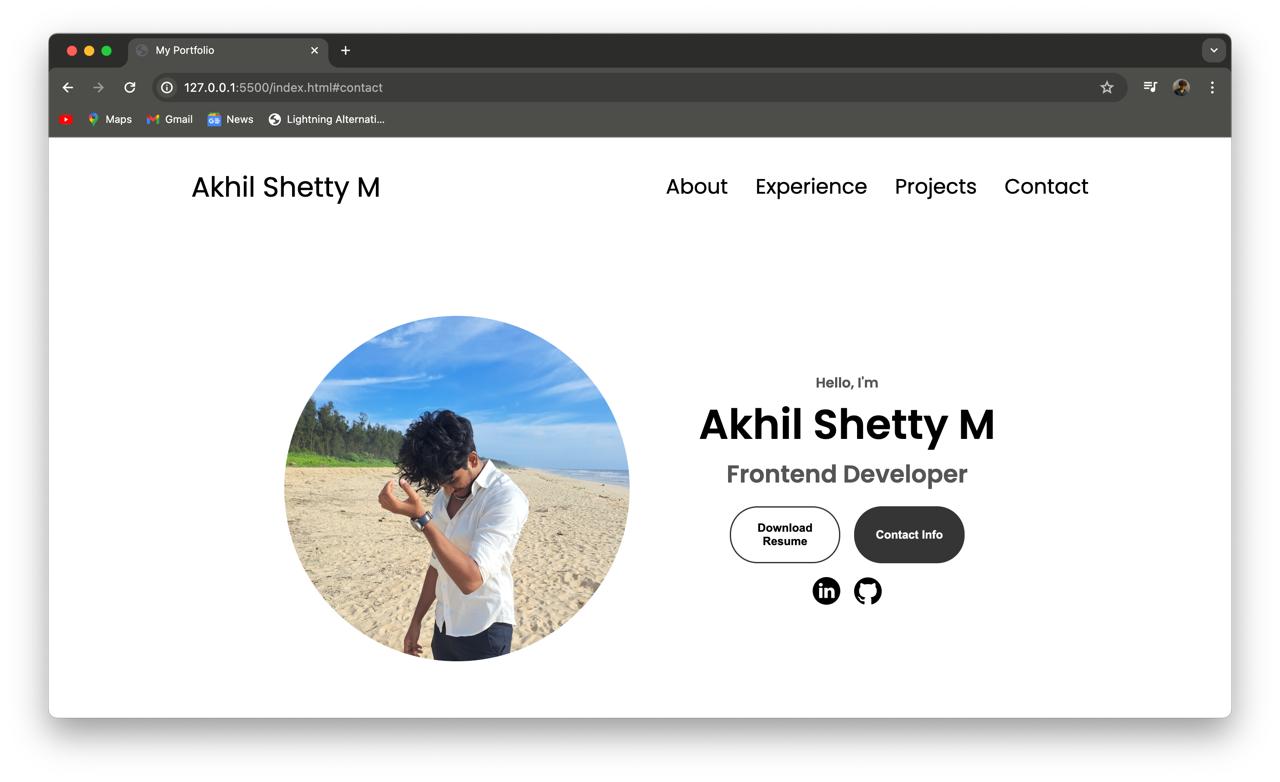 My Portfolio
127.0.0.1:5500/index.html#contact
Maps Gmail News Lightning Alternati...
Akhil Shetty M
About Experience Projects Contact
Hello, I'm
Akhil Shetty M
Frontend Developer
Download
Resume
Contact Info
in